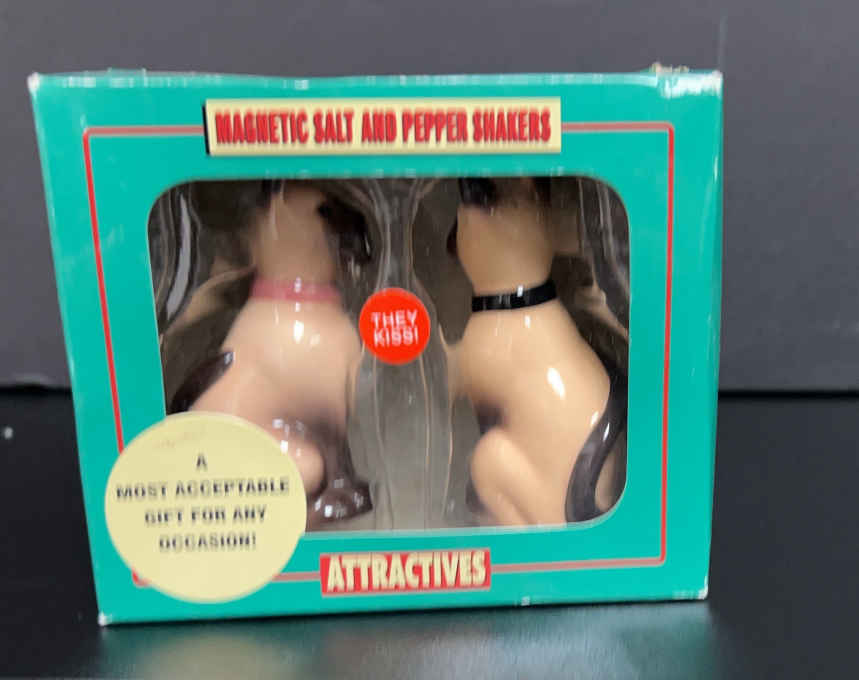 MAGNETIC SALT AND PEPPER SHAKERS
THEY
KISS!
A
MOST ACCEPTABLE
GIFT FOR ANY
OCCASION!
ATTRACTIVES